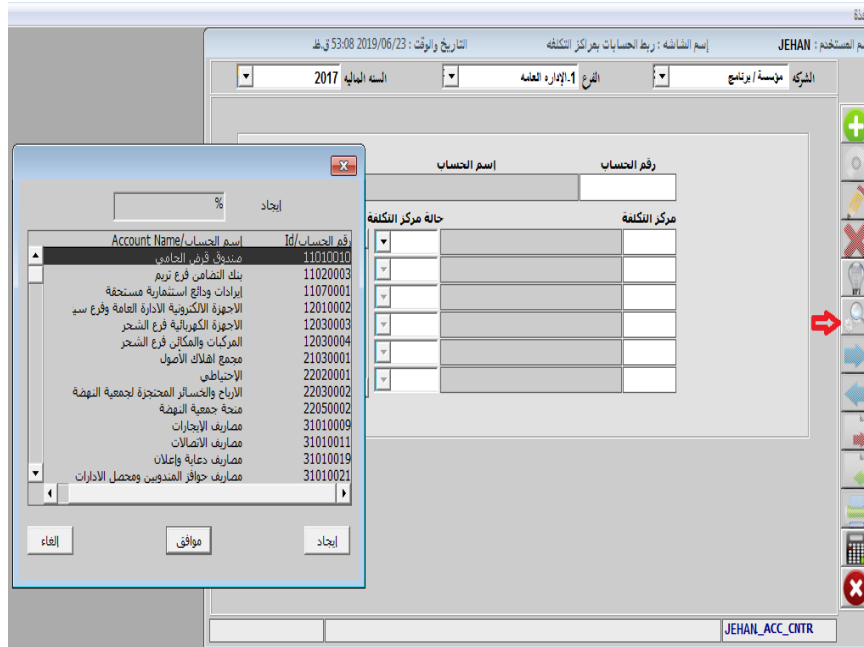 إسم المستخدم : JEHAN إسم الشاشه : ربط الحسابات بمراكز التكلفه التاريخ والوقت : 2019/06/23 53:08 ق.ظ
الشركه مؤسسة / برنامج الفرع 1-الإداره العامه السنه الماليه 2017
رقم الحساب إسم الحساب
مركز التكلفة حالة مركز التكلفة
إيجاد %
رقم الحساب/Id إسم الحساب/Account Name
11010010 صندوق قرض الحامي
11020003 بنك التضامن فرع تريم
11070001 إيرادات ودائع استثمارية مستحقة
12010002 الاجهزة الالكترونية الادارة العامة وفرع سيـ
12030003 الاجهزة الكهربائية فرع الشحر
12030004 المركبات والمكائن فرع الشحر
21030001 مجمع اهلاك الأصول
22020001 الإحتياطي
22030002 الارباح والخسائر المحتجزة لجمعية النهضة
22050002 منحة جمعية النهضة
31010009 مصاريف الإيجارات
31010011 مصاريف الاتصالات
31010019 مصاريف دعاية وإعلان
31010021 مصاريف حوافز المندوبين ومحصل الادارات
إيجاد موافق إلغاء
JEHAN_ACC_CNTR